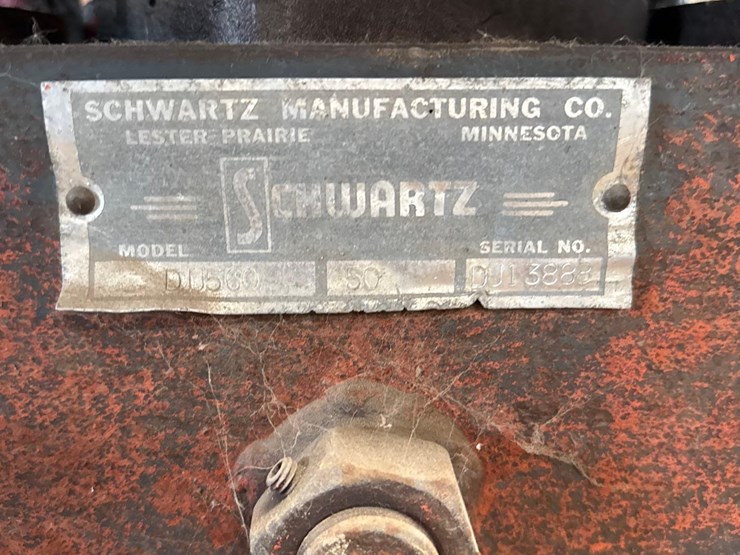 SCHWARTZ MANUFACTURING CO.
LESTER PRAIRIE MINNESOTA
SCHWARTZ
MODEL SERIAL NO.
DU560 50 DU13883